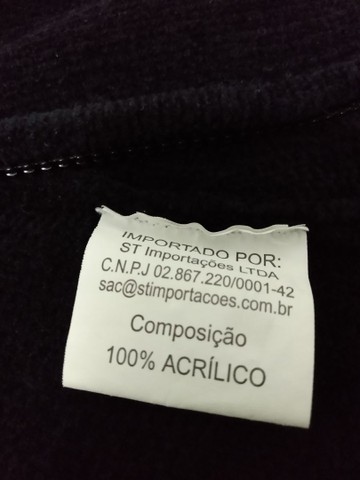 IMPORTADO POR:
ST Importações LTDA
C.N.P.J 02.867.220/0001-42
sac@stimportacoes.com.br
Composição
100% ACRÍLICO